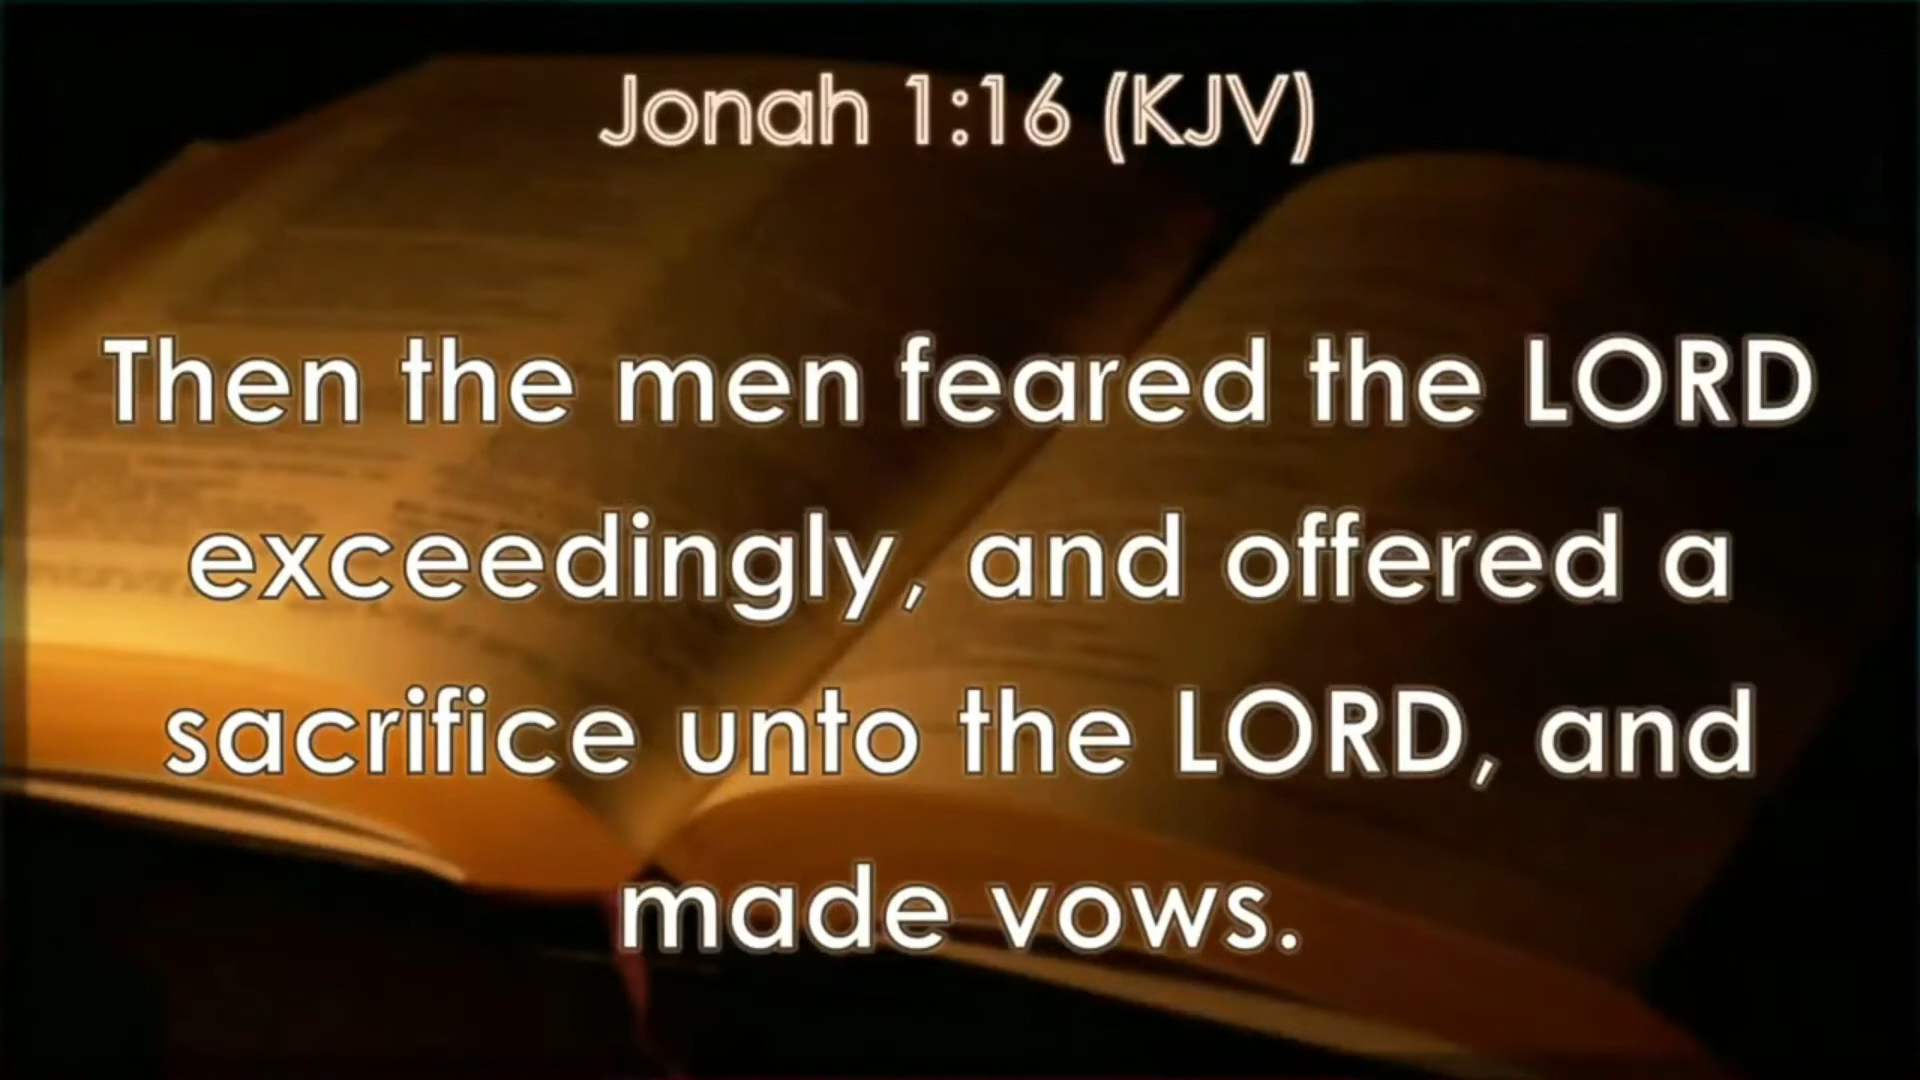 Jonah 1:16 (KJV)
Then the men feared the LORD
exceedingly, and offered a
sacrifice unto the LORD, and
made vows.